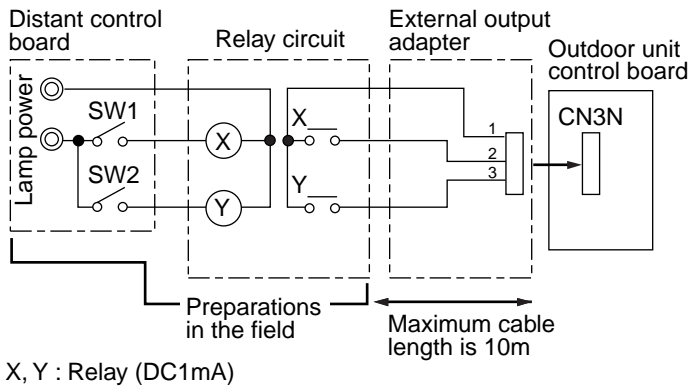 Distant control
board
Relay circuit
External output
adapter
Outdoor unit
control board
Lamp power
SW1
SW2
X
Y
X
Y
1
2
3
CN3N
Preparations
in the field
Maximum cable
length is 10m
X, Y : Relay (DC1mA)